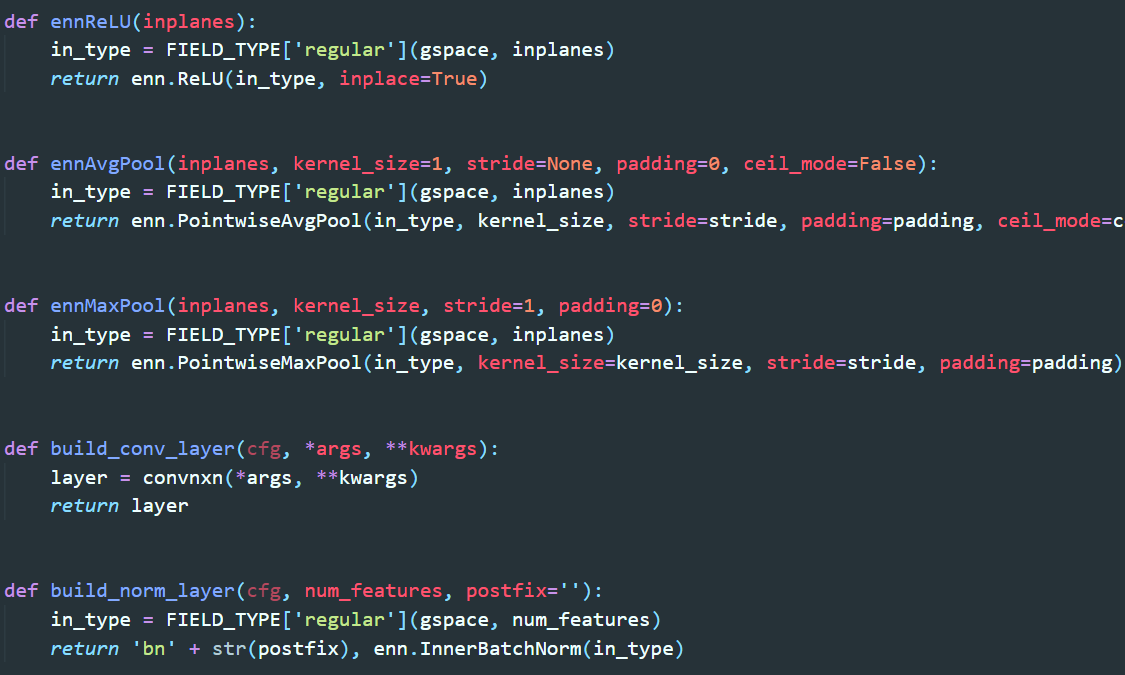 def ennReLU(inplanes):
    in_type = FIELD_TYPE['regular'](gspace, inplanes)
    return enn.ReLU(in_type, inplace=True)
def ennAvgPool(inplanes, kernel_size=1, stride=None, padding=0, ceil_mode=False):
    in_type = FIELD_TYPE['regular'](gspace, inplanes)
    return enn.PointwiseAvgPool(in_type, kernel_size, stride=stride, padding=padding, ceil_mode=c
def ennMaxPool(inplanes, kernel_size, stride=1, padding=0):
    in_type = FIELD_TYPE['regular'](gspace, inplanes)
    return enn.PointwiseMaxPool(in_type, kernel_size=kernel_size, stride=stride, padding=padding)
def build_conv_layer(cfg, *args, **kwargs):
    layer = convnxn(*args, **kwargs)
    return layer
def build_norm_layer(cfg, num_features, postfix=''):
    in_type = FIELD_TYPE['regular'](gspace, num_features)
    return 'bn' + str(postfix), enn.InnerBatchNorm(in_type)